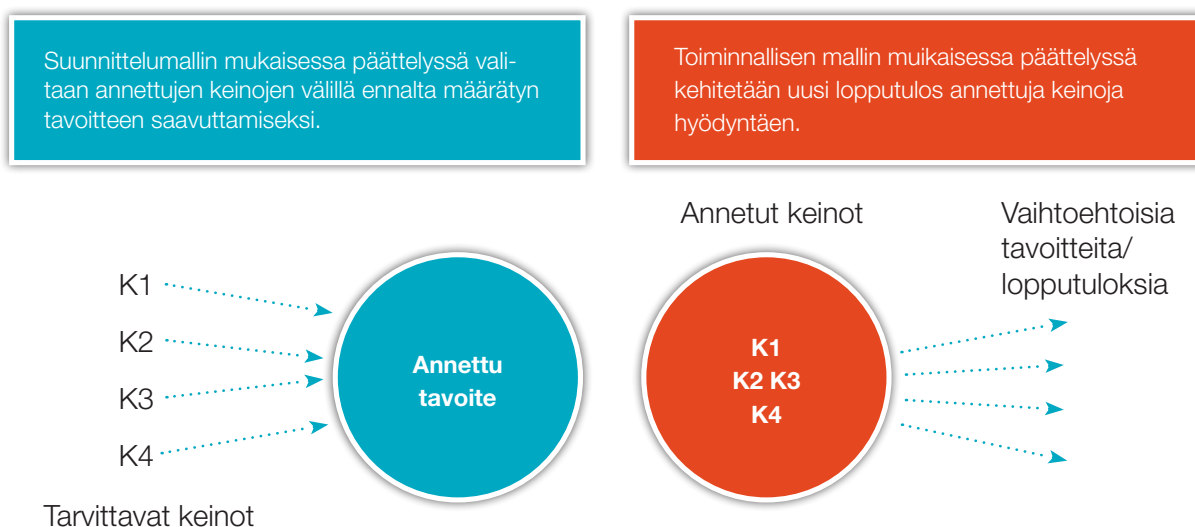 Suunnittelumallin mukaisessa päättelyssä vali-
taan annettujen keinojen välillä ennalta määrätyn
tavoitteen saavuttamiseksi.
Toiminnallisen mallin muikaisessa päättelyssä
kehitetään uusi lopputulos annettuja keinoja
hyödyntäen.
K1
K2
K3
K4
Tarvittavat keinot
Annettu
tavoite
Annetut keinot
K1
K2 K3
K4
Vaihtoehtoisia
tavoitteita/
lopputuloksia